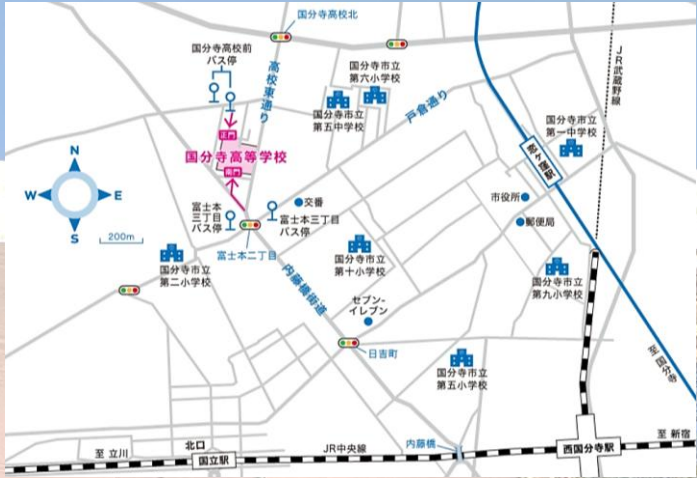 国分寺高校北
国分寺高校前
バス停
高校東通り
国分寺市立
第六小学校
国分寺市立
第五中学校
戸倉通り
JR武蔵野線
国分寺市立
第一中学校
恋ヶ窪駅
正門
国分寺高等学校
南門
N
W
E
S
200m
富士本
三丁目
バス停
交番
富士本三丁目
バス停
富士本二丁目
市役所
郵便局
国分寺市立
第二小学校
国分寺市立
第十小学校
国分寺市立
第九小学校
内藤橋街道
セブン-
イレブン
日吉町
国分寺市立
第五小学校
至 国分寺
至 立川
北口
国立駅
JR中央線
内藤橋
西国分寺駅
至 新宿